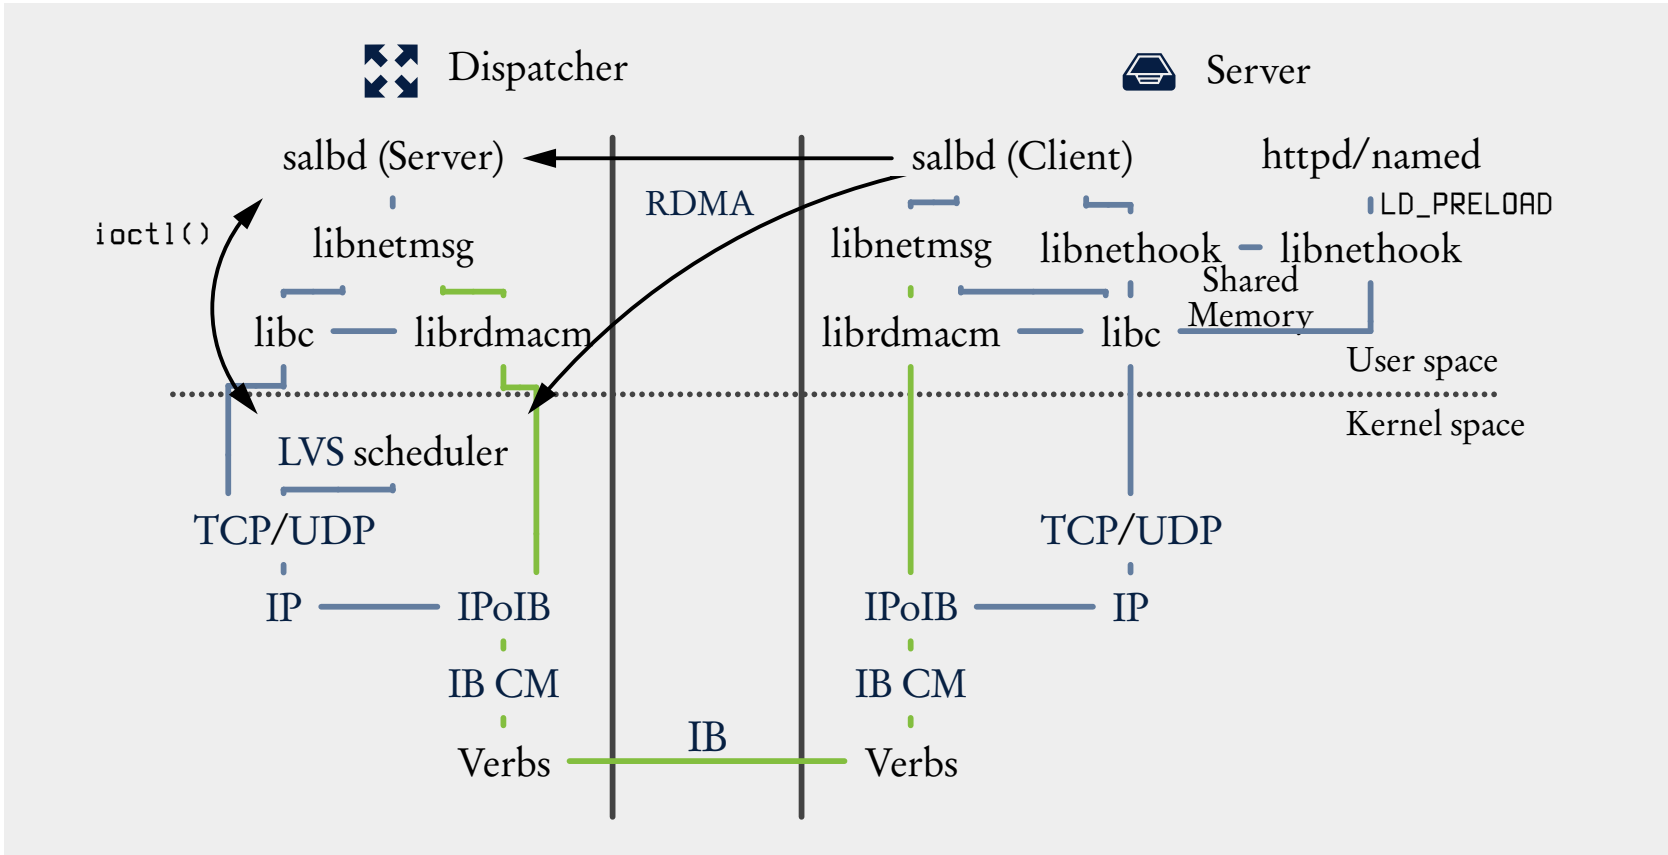 Dispatcher
Server
salbd (Server)
salbd (Client)
httpd/named
RDMA
LD_PRELOAD
ioctl()
libnetmsg
libnetmsg
libnethook
libnethook
Shared
Memory
libc
librdmacm
librdmacm
libc
User space
Kernel space
LVS scheduler
TCP/UDP
TCP/UDP
IP
IPoIB
IPoIB
IP
IB CM
IB CM
IB
Verbs
Verbs